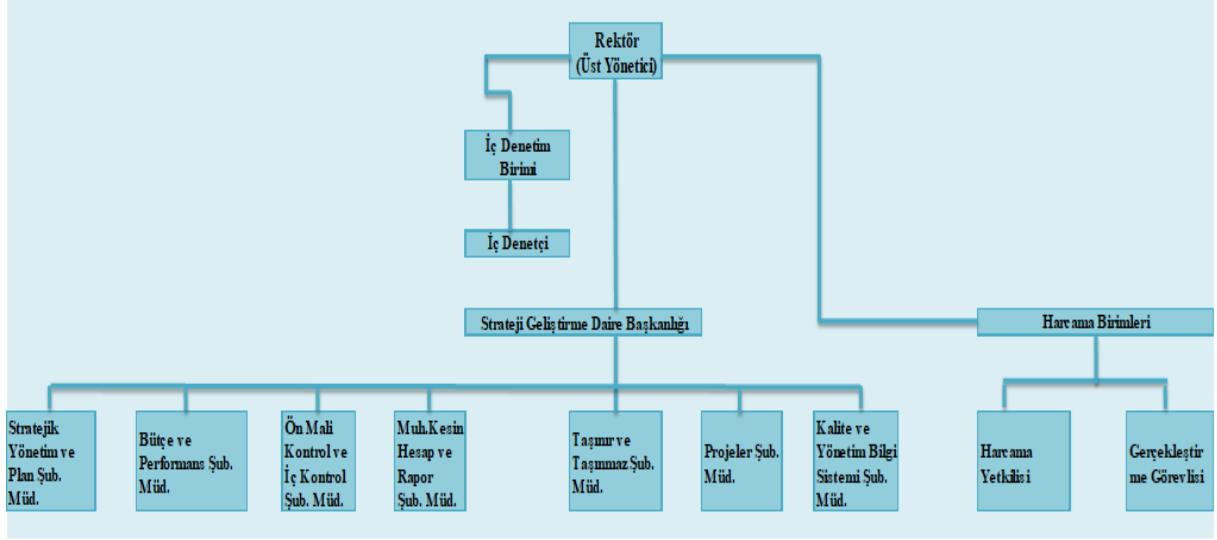 Rektör
(Üst Yönetici)
İç Denetim
Birimi
İç Denetçi
Strateji Geliştirme Daire Başkanlığı
Harcama Birimleri
Stratejik
Yönetim ve
Plan Şub.
Müd.
Bütçe ve
Performans Şub.
Müd.
Ön Mali
Kontrol ve
İç Kontrol
Şub. Müd.
Muh.Kesin
Hesap ve
Rapor
Şub. Müd.
Taşınır ve
Taşınmaz Şub.
Müd.
Projeler Şub.
Müd.
Kalite ve
Yönetim Bilgi
Sistemi Şub.
Müd.
Harcama
Yetkilisi
Gerçekleştir
me Görevlisi